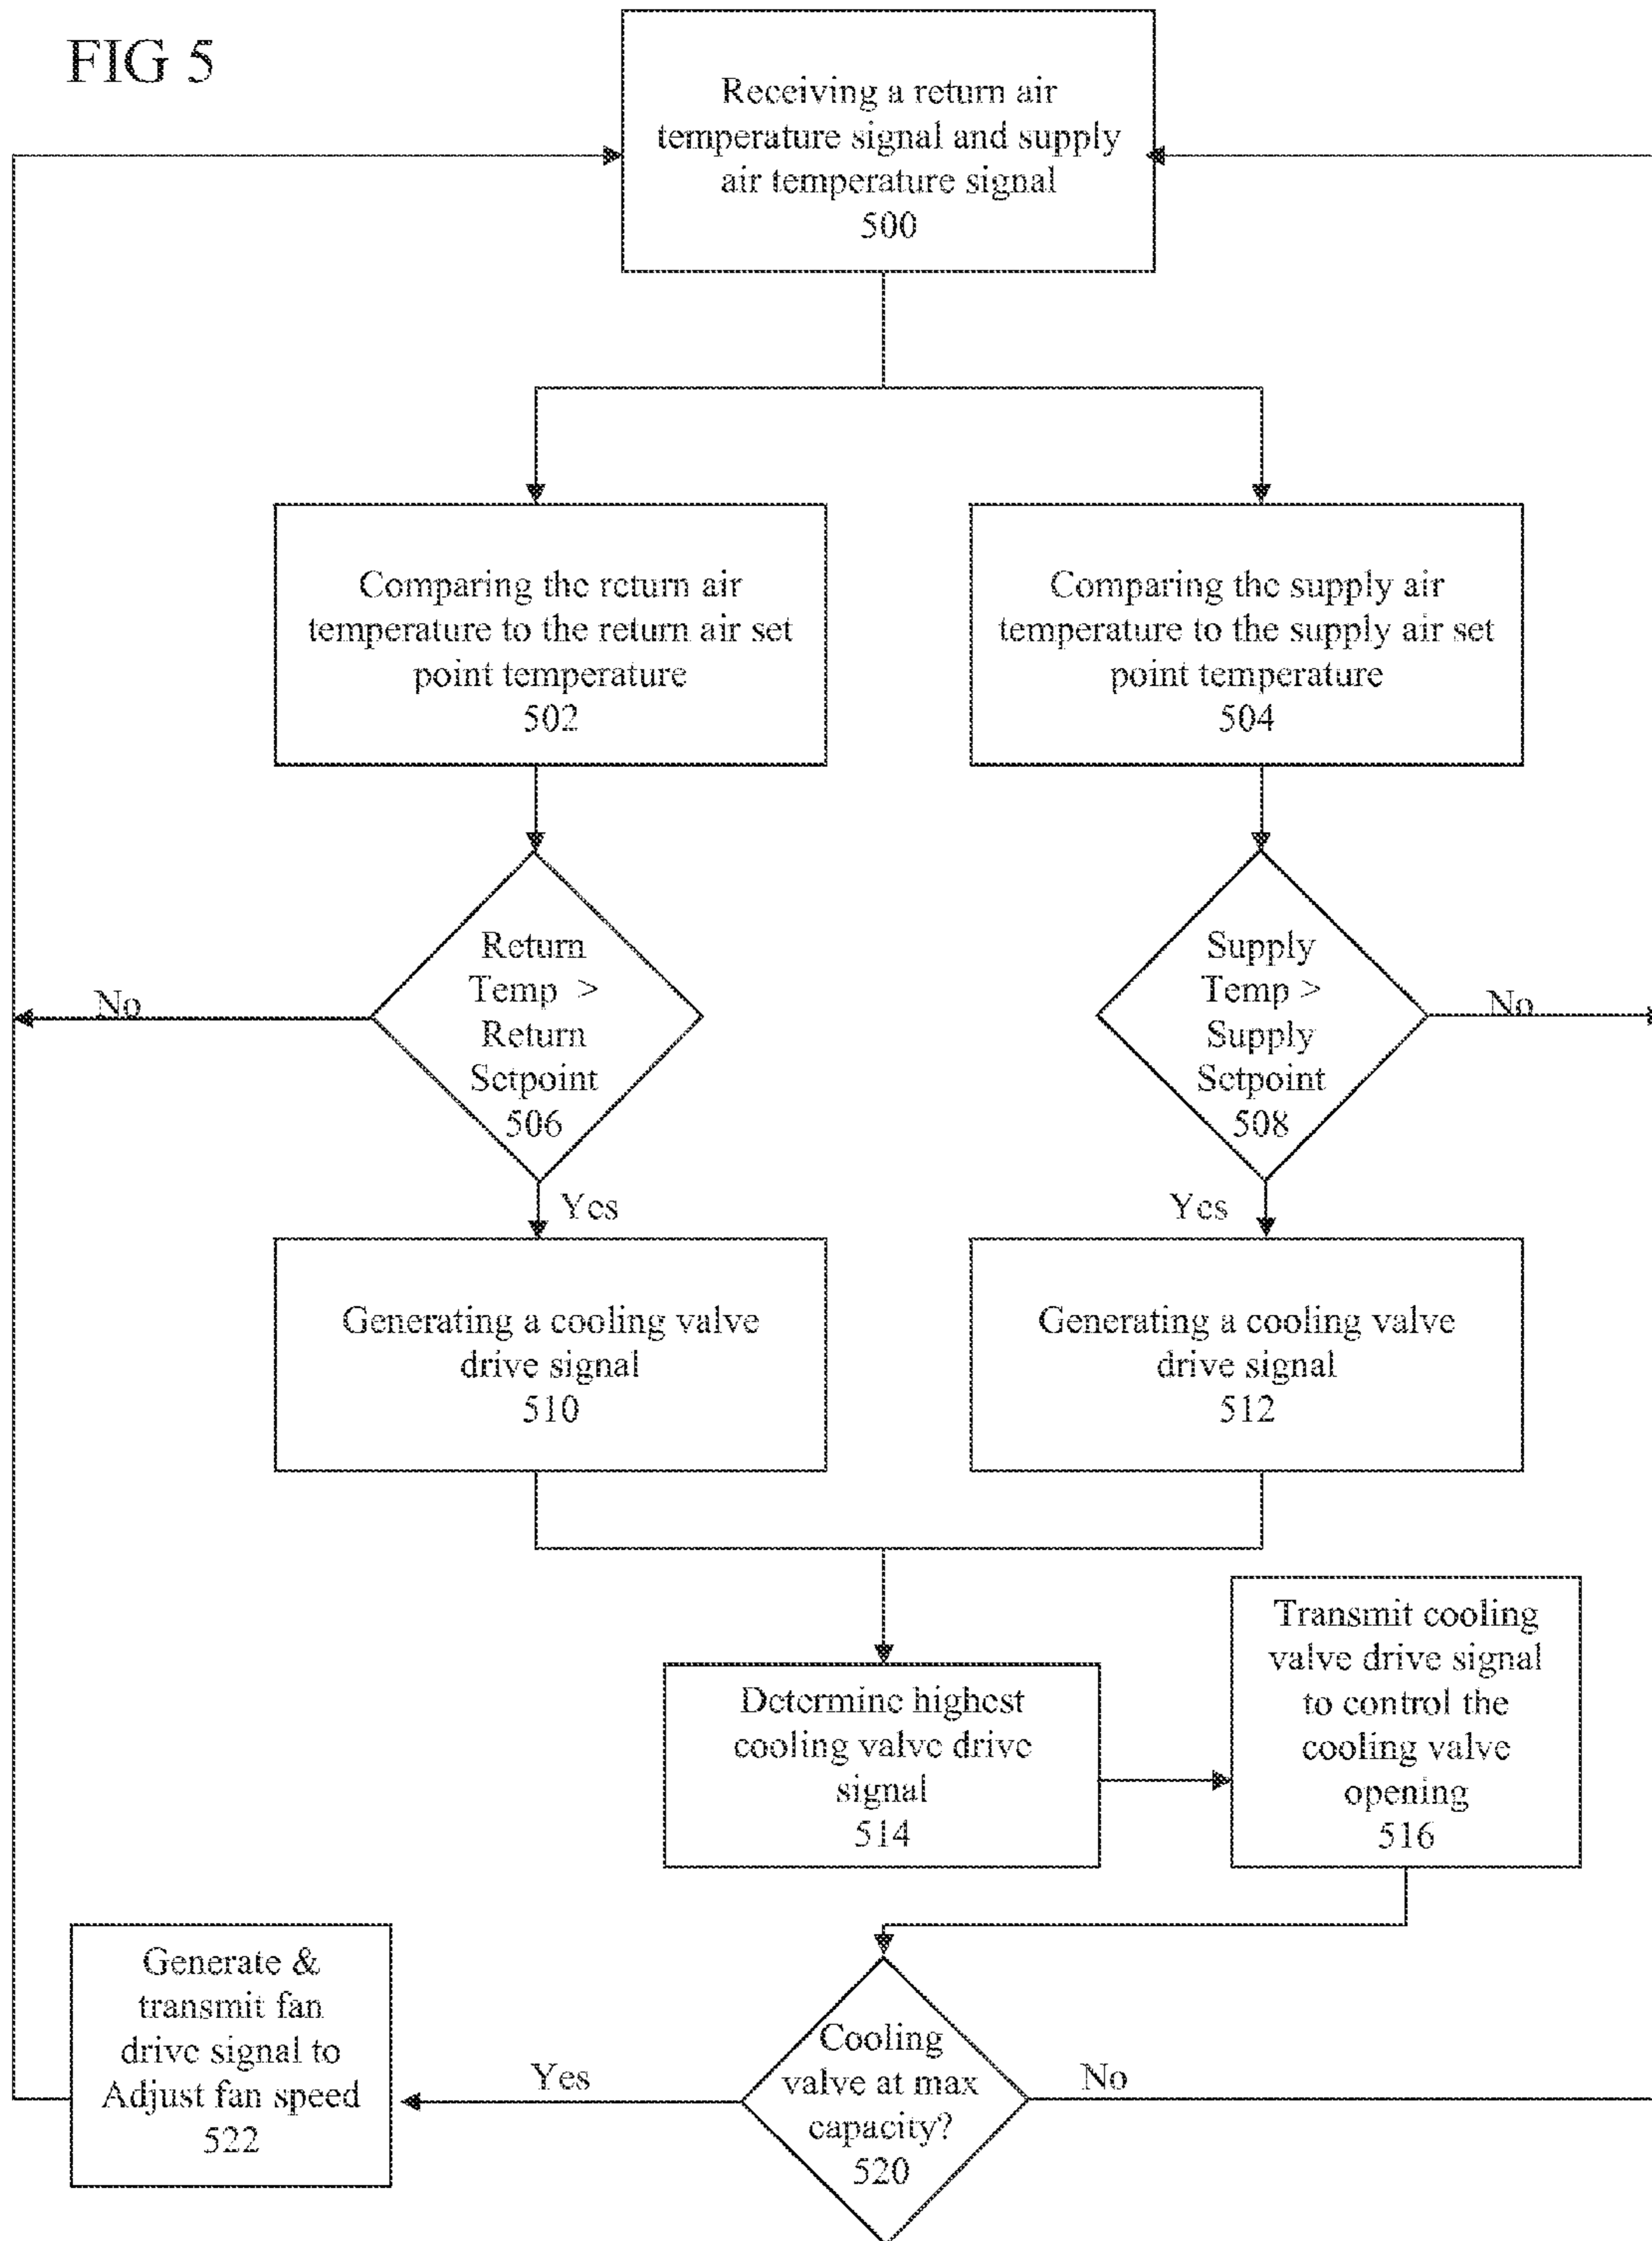 FIG 5
Receiving a return air
temperature signal and supply
air temperature signal
500
Comparing the return air
temperature to the return air set
point temperature
502
Comparing the supply air
temperature to the supply air set
point temperature
504
Return
Temp >
Return
Setpoint
506
No
Supply
Temp >
Supply
Setpoint
508
No
Yes
Yes
Generating a cooling valve
drive signal
510
Generating a cooling valve
drive signal
512
Determine highest
cooling valve drive
signal
514
Transmit cooling
valve drive signal
to control the
cooling valve
opening
516
Generate &
transmit fan
drive signal to
Adjust fan speed
522
Yes
Cooling
valve at max
capacity?
520
No